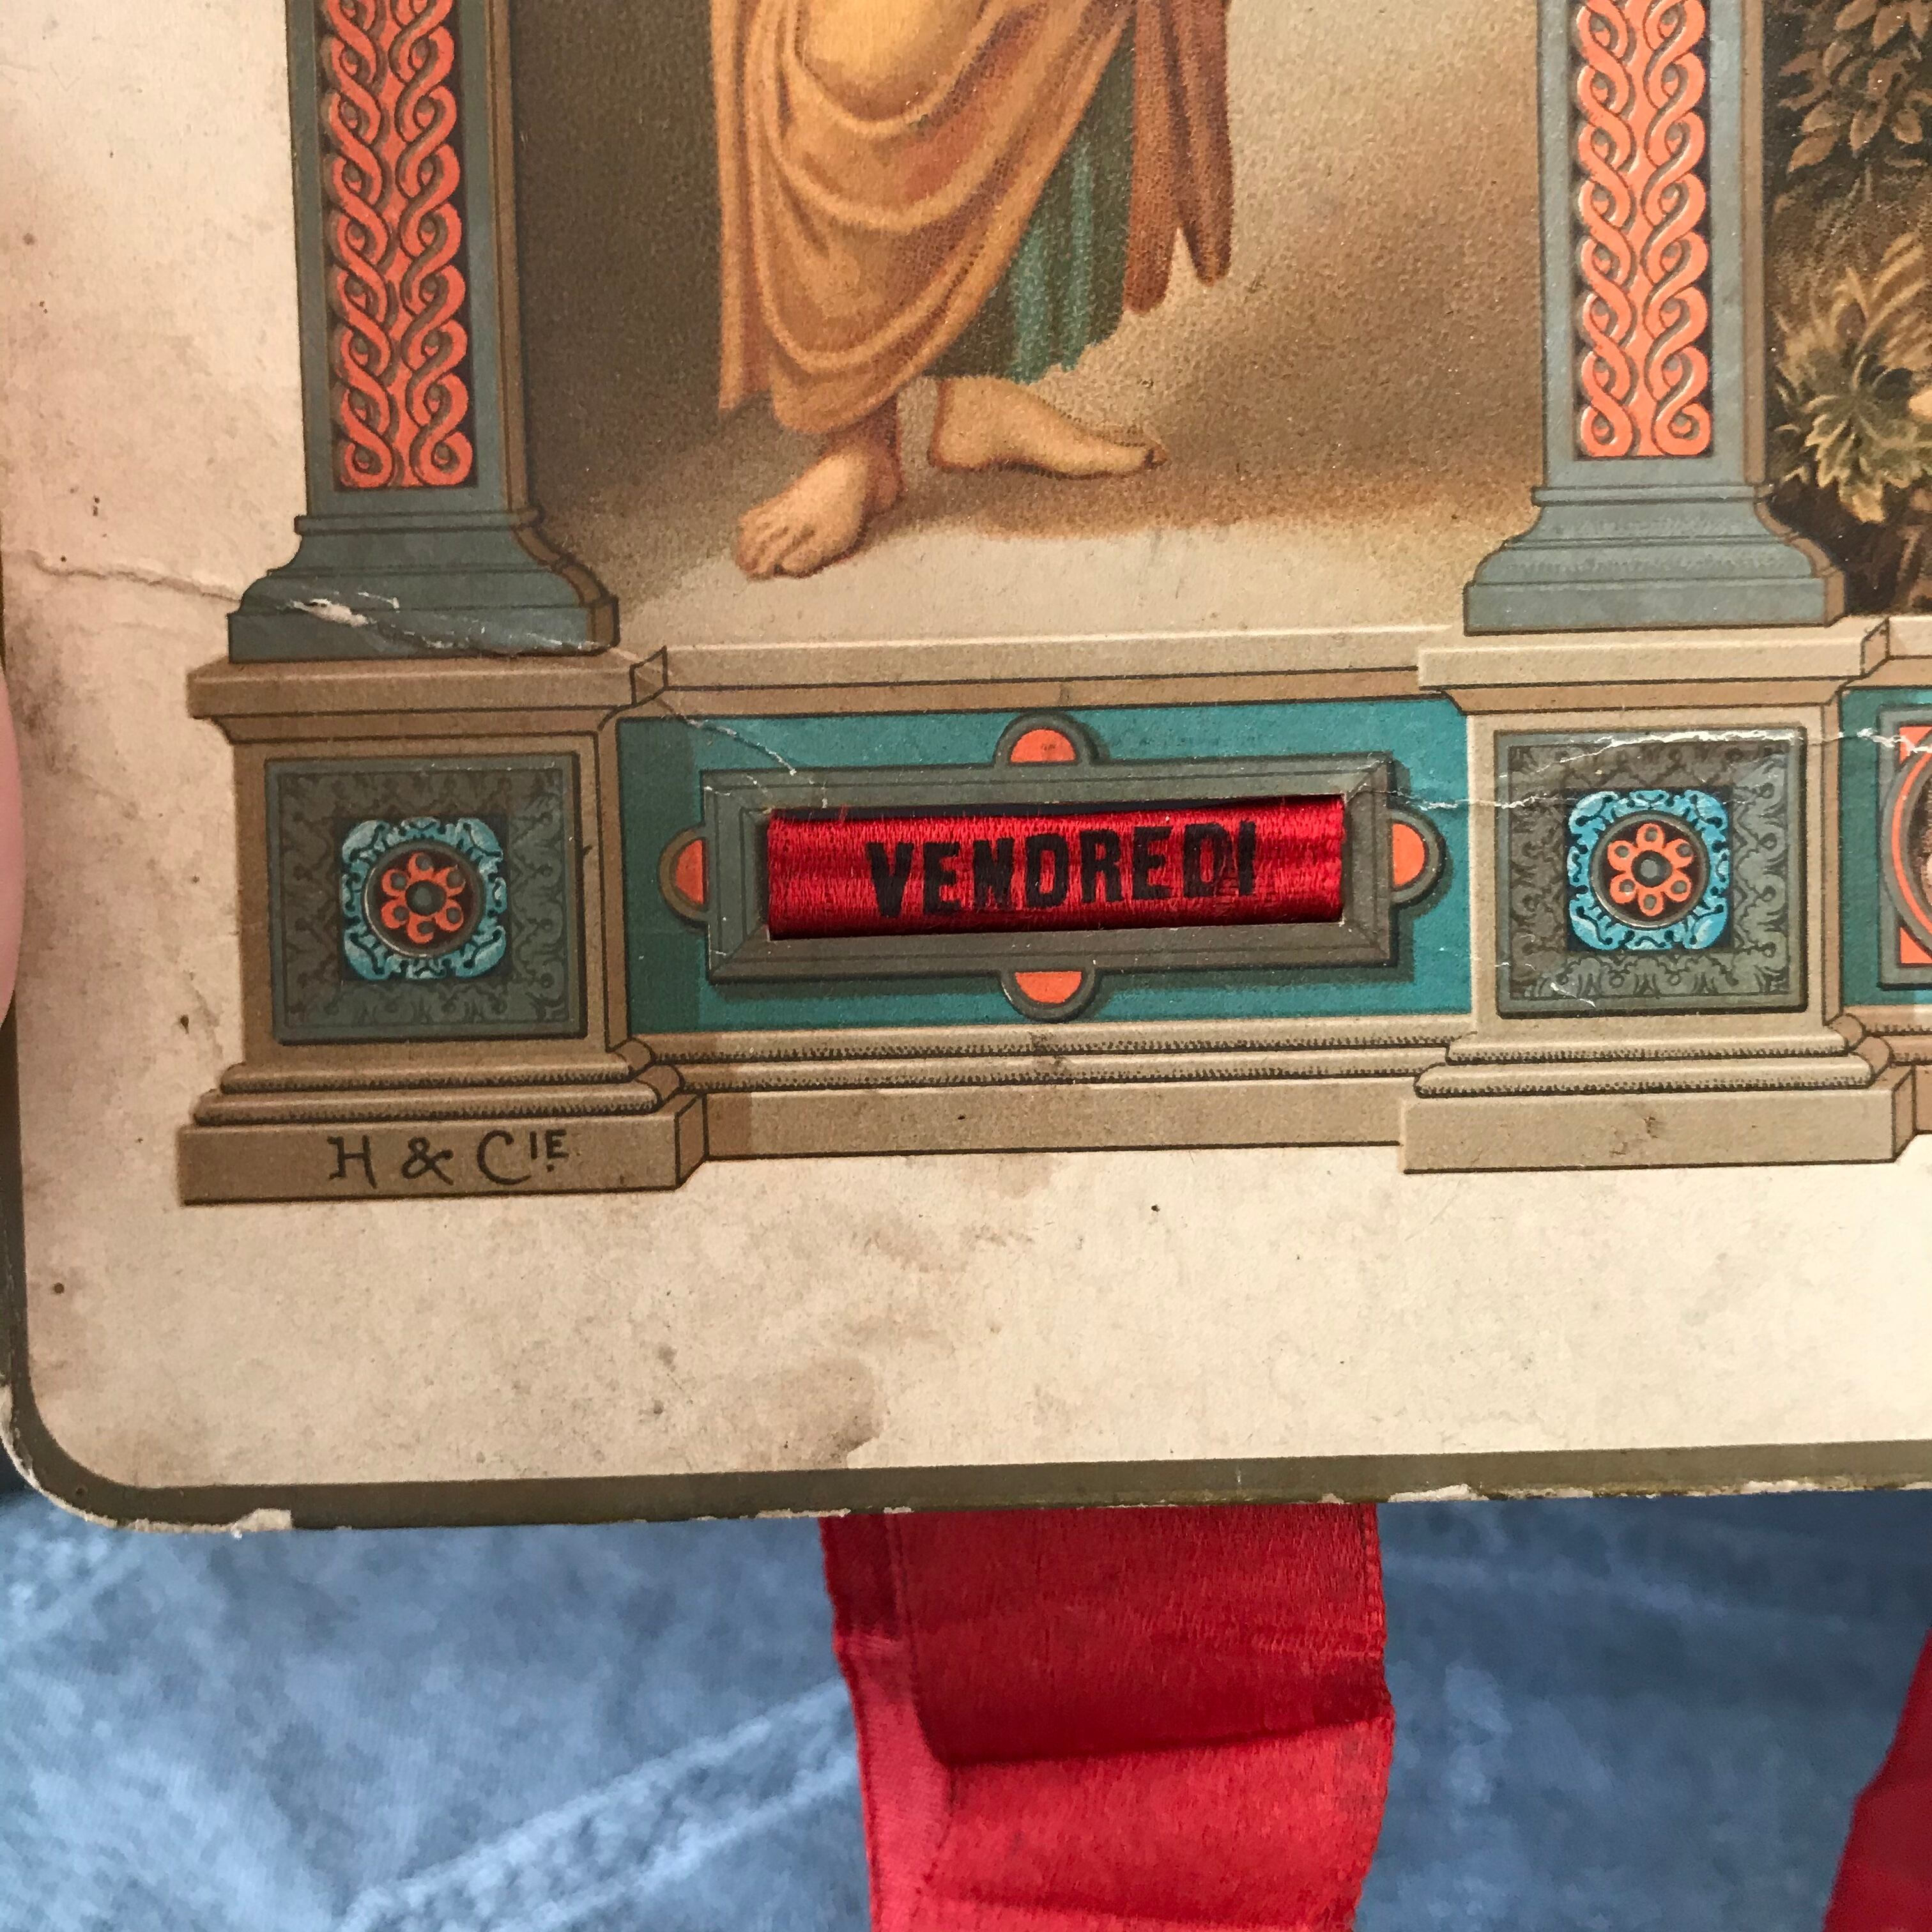 VENDREDI
H & CIE.